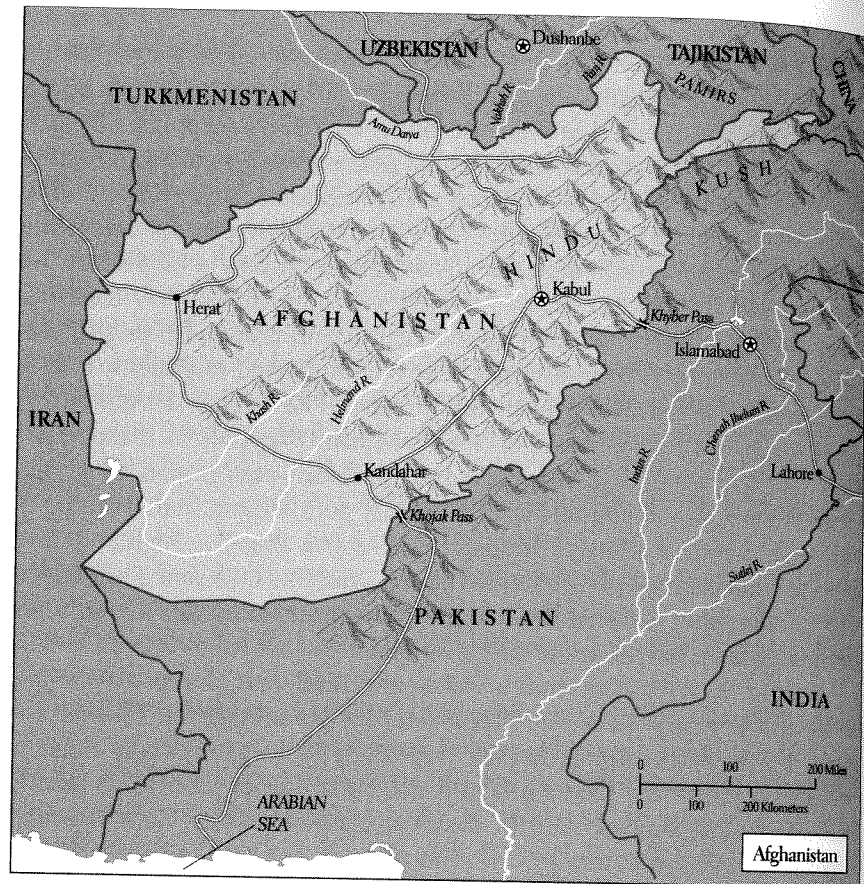 UZBEKISTAN
Dushanbe
TAJIKISTAN
PAMIRS
CHINA
TURKMENISTAN
Vakhsh R.
Amu Darya
HINDU KUSH
Herat
AFGHANISTAN
Kabul
Khyber Pass
Islamabad
IRAN
Khash R.
Helmand R.
Kandahar
Khojak Pass
Indus R.
Chenab Jhelum R.
Lahore
Sutlej R.
PAKISTAN
INDIA
0 100 200 Miles
0 100 200 Kilometers
ARABIAN
SEA
Afghanistan